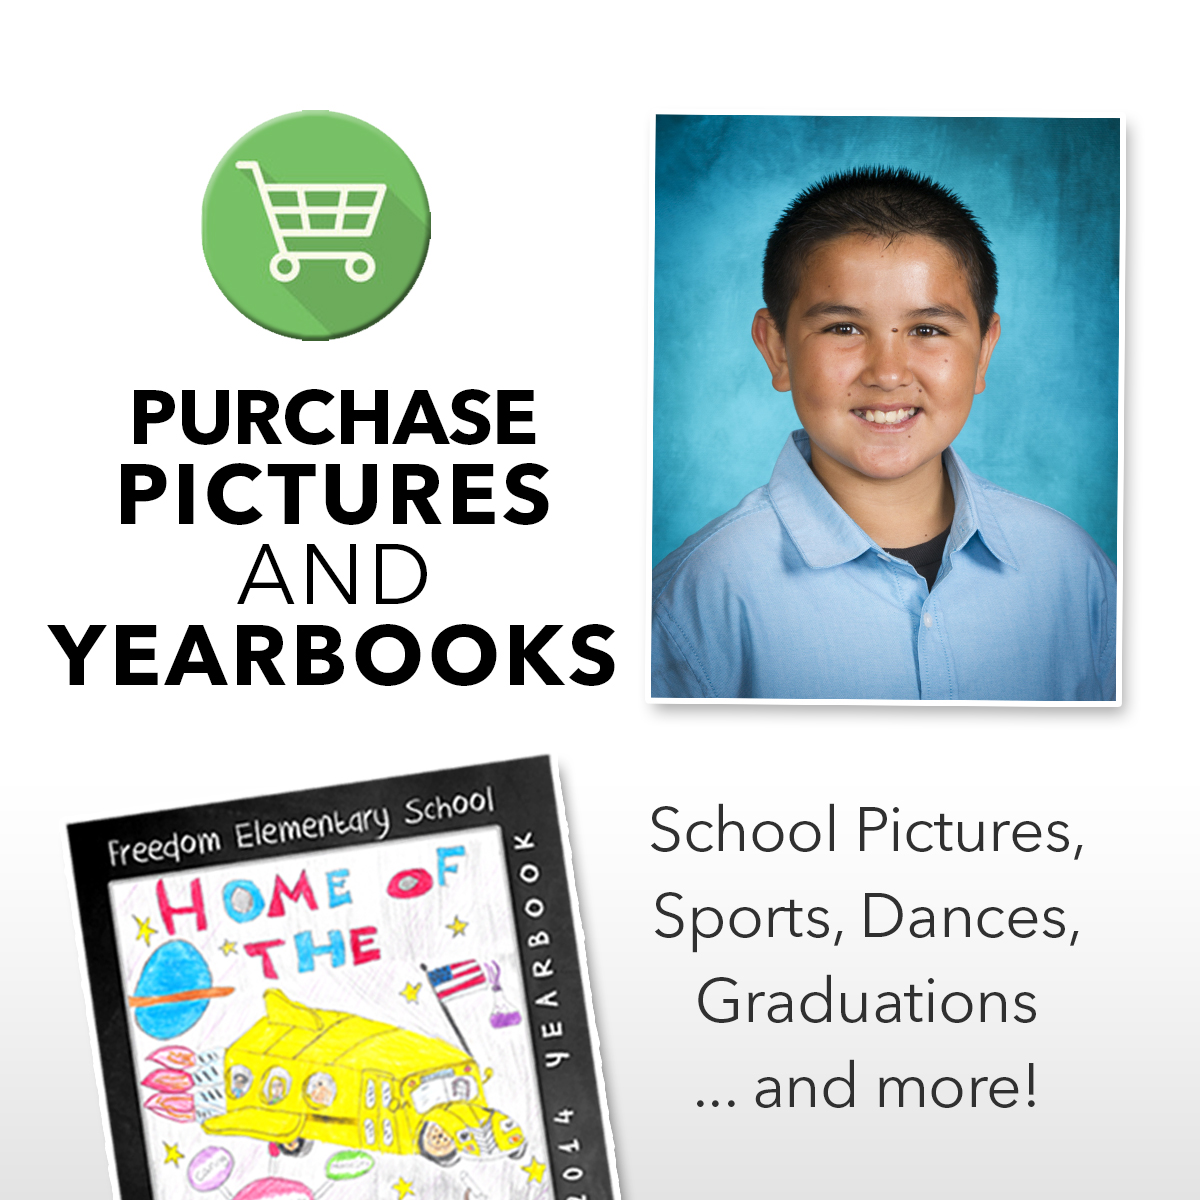 PURCHASE
PICTURES
AND
YEARBOOKS
Freedom Elementary School
HOME OF
THE
2014 YEARBOOK
School Pictures,
Sports, Dances,
Graduations
... and more!